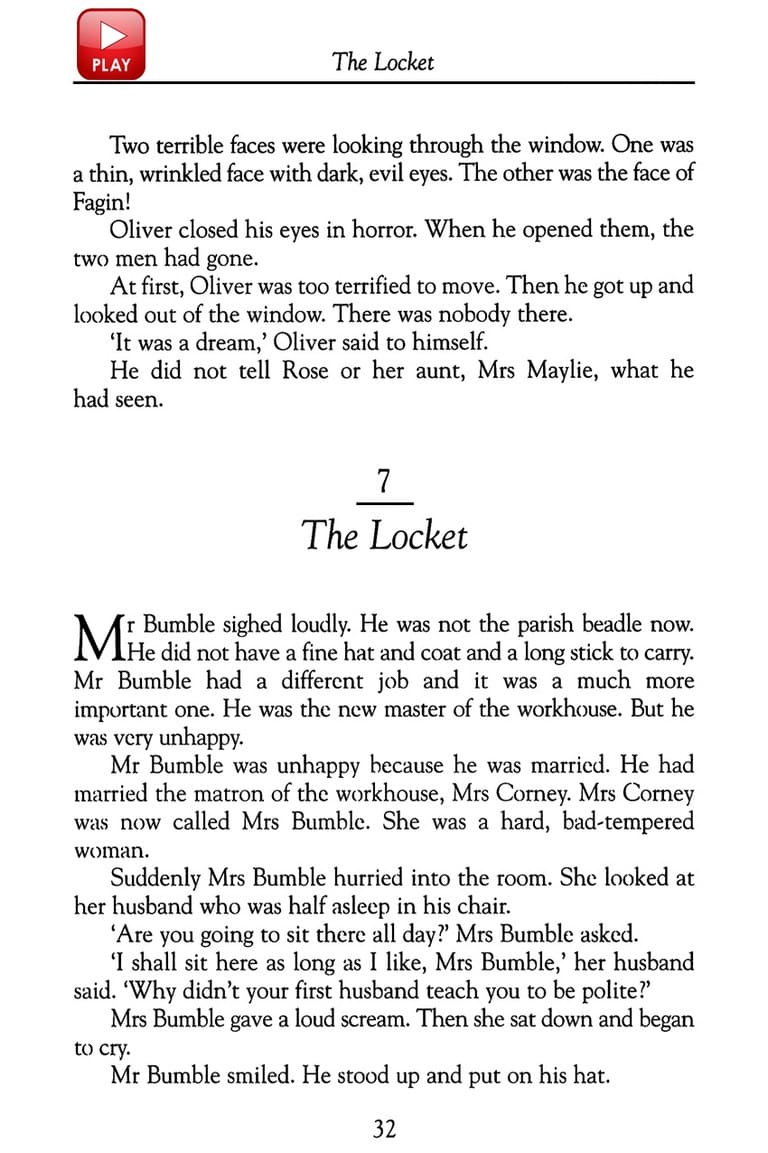 PLAY
The Locket
Two terrible faces were looking through the window. One was
a thin, wrinkled face with dark, evil eyes. The other was the face of
Fagin!
Oliver closed his eyes in horror. When he opened them, the
two men had gone.
At first, Oliver was too terrified to move. Then he got up and
looked out of the window. There was nobody there.
‘It was a dream,’ Oliver said to himself.
He did not tell Rose or her aunt, Mrs Maylie, what he
had seen.
7
The Locket
Mr Bumble sighed loudly. He was not the parish beadle now.
He did not have a fine hat and coat and a long stick to carry.
Mr Bumble had a different job and it was a much more
important one. He was the new master of the workhouse. But he
was very unhappy.
Mr Bumble was unhappy because he was married. He had
married the matron of the workhouse, Mrs Corney. Mrs Corney
was now called Mrs Bumble. She was a hard, bad-tempered
woman.
Suddenly Mrs Bumble hurried into the room. She looked at
her husband who was half asleep in his chair.
‘Are you going to sit there all day?’ Mrs Bumble asked.
‘I shall sit here as long as I like, Mrs Bumble,’ her husband
said. ‘Why didn’t your first husband teach you to be polite?’
Mrs Bumble gave a loud scream. Then she sat down and began
to cry.
Mr Bumble smiled. He stood up and put on his hat.
32